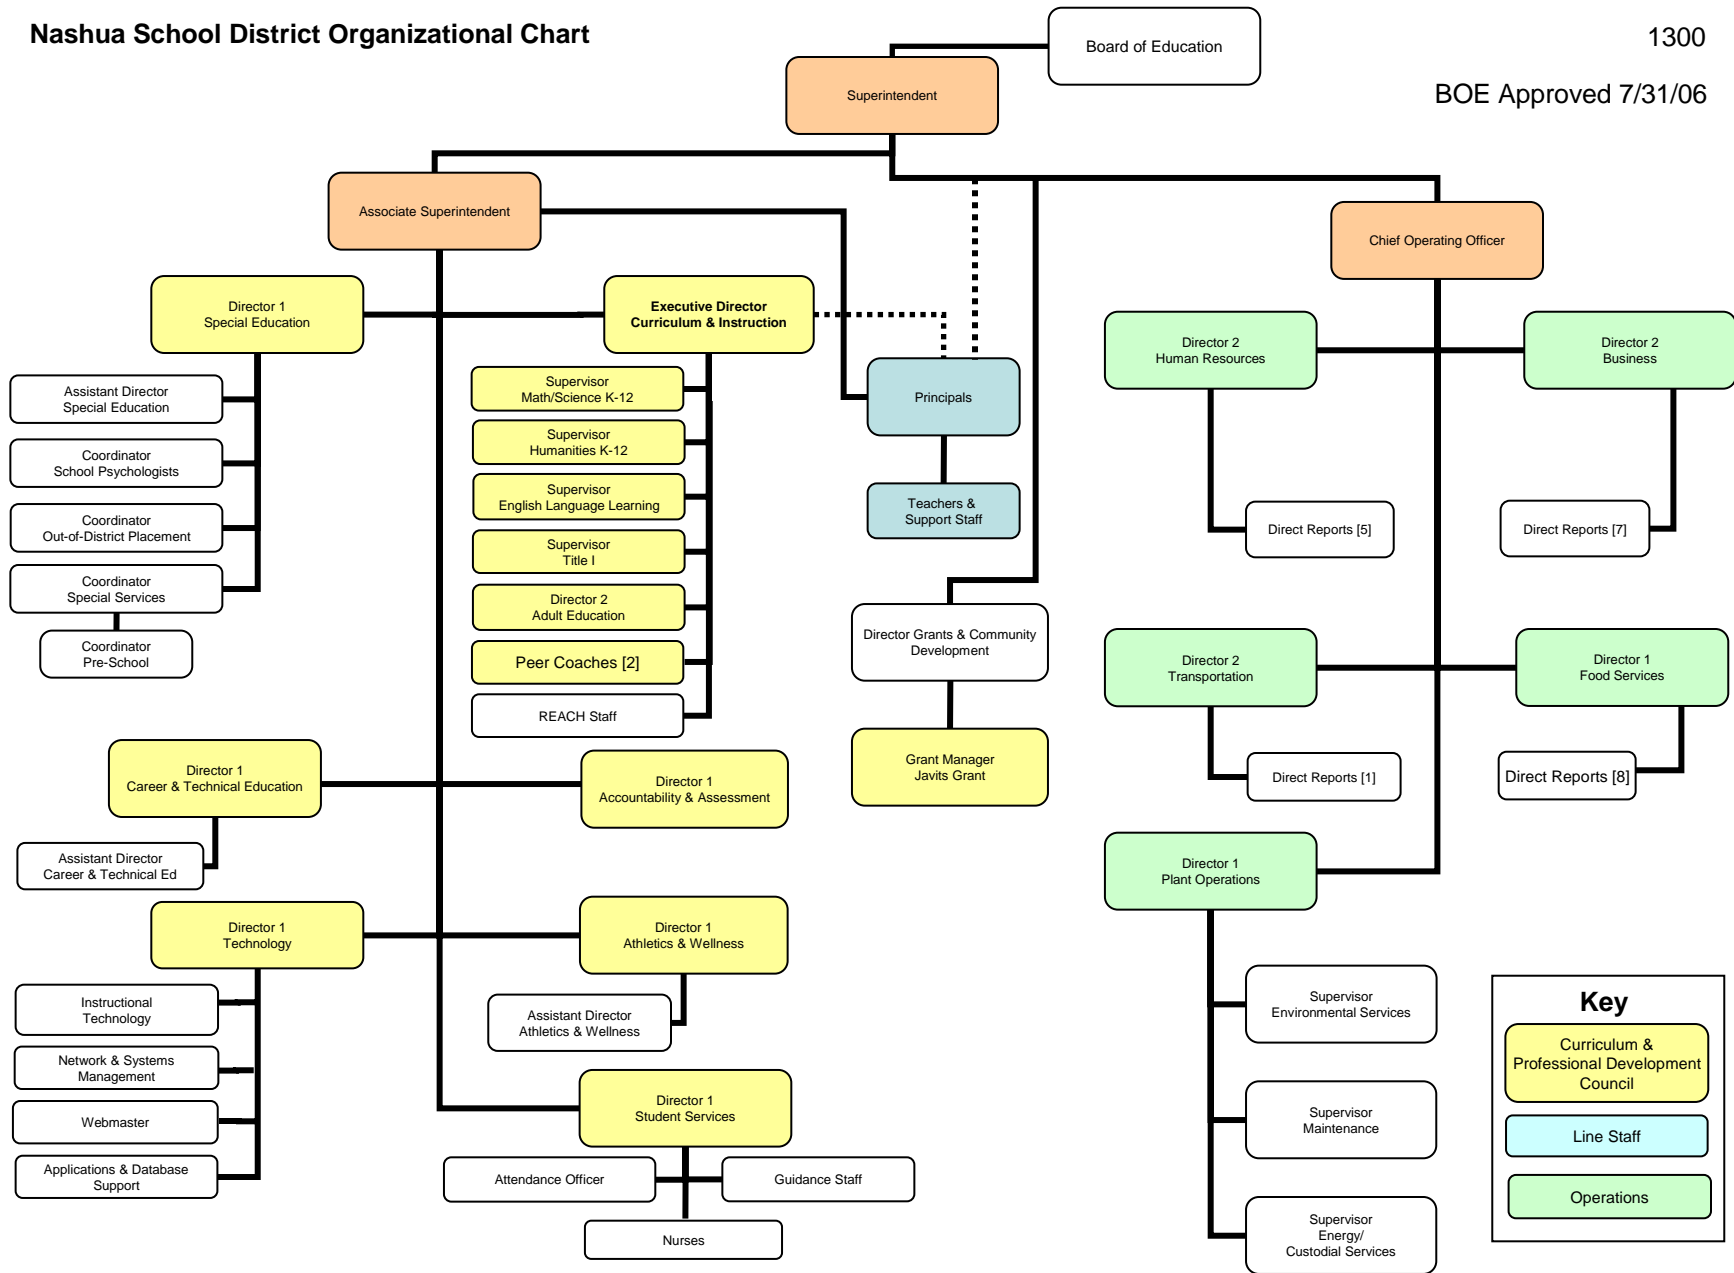 Nashua School District Organizational Chart
Board of Education
1300
BOE Approved 7/31/06
Superintendent
Associate Superintendent
Chief Operating Officer
Director 1
Special Education
Executive Director
Curriculum & Instruction
Assistant Director
Special Education
Coordinator
School Psychologists
Coordinator
Out-of-District Placement
Coordinator
Special Services
Coordinator
Pre-School
Supervisor
Math/Science K-12
Supervisor
Humanities K-12
Supervisor
English Language Learning
Supervisor
Title I
Director 2
Adult Education
Peer Coaches [2]
REACH Staff
Principals
Teachers &
Support Staff
Director Grants & Community
Development
Grant Manager
Javits Grant
Director 2
Human Resources
Director 2
Business
Direct Reports [5]
Direct Reports [7]
Director 2
Transportation
Director 1
Food Services
Direct Reports [1]
Direct Reports [8]
Director 1
Career & Technical Education
Director 1
Accountability & Assessment
Assistant Director
Career & Technical Ed
Director 1
Technology
Director 1
Athletics & Wellness
Instructional
Technology
Network & Systems
Management
Webmaster
Applications & Database
Support
Assistant Director
Athletics & Wellness
Director 1
Student Services
Attendance Officer
Guidance Staff
Nurses
Director 1
Plant Operations
Supervisor
Environmental Services
Supervisor
Maintenance
Supervisor
Energy/
Custodial Services
Key
Curriculum &
Professional Development
Council
Line Staff
Operations